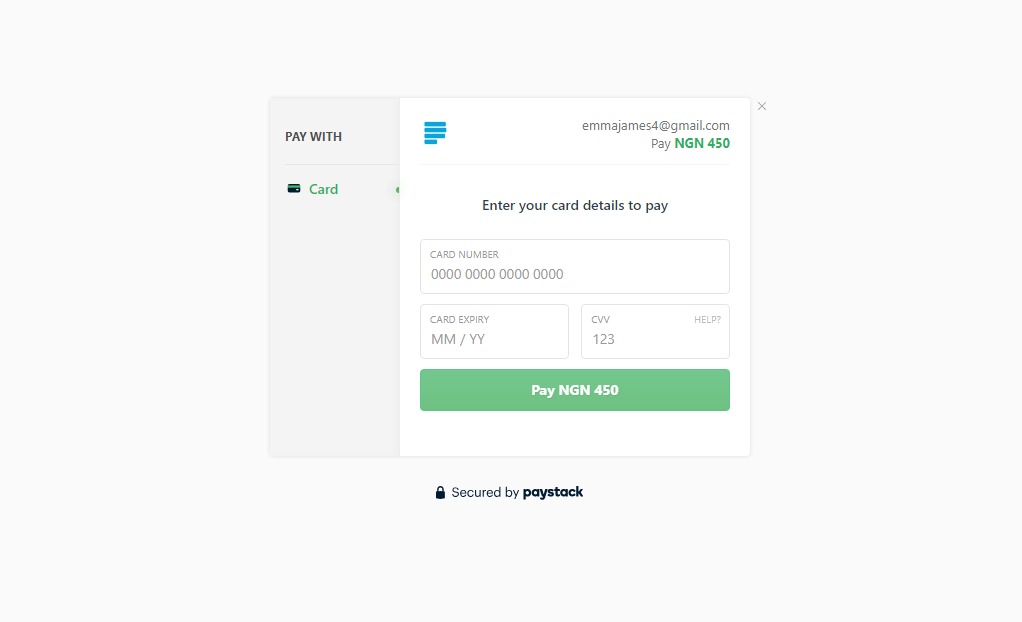 PAY WITH
Card
emmajames4@gmail.com
Pay NGN 450
Enter your card details to pay
CARD NUMBER
0000 0000 0000 0000
CARD EXPIRY
MM / YY
CVV
HELP?
123
Pay NGN 450
Secured by paystack